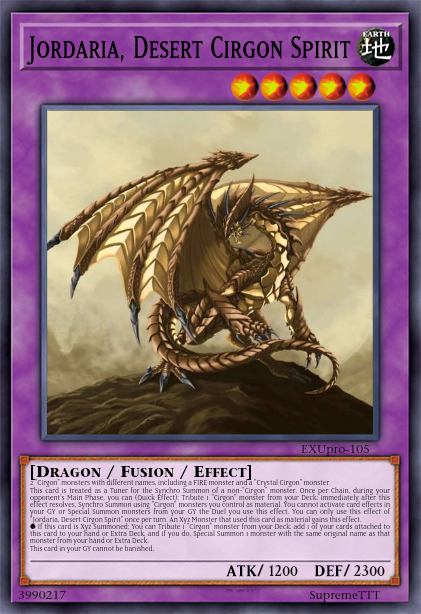 JORDARIA, DESERT CIRGON SPIRIT
EARTH
地
EXUpro-105
[DRAGON / FUSION / EFFECT]
2 "Cirgon" monsters with different names, including a FIRE monster and a "Crystal Cirgon" monster
This card is treated as a Tuner for the Synchro Summon of a non-"Cirgon" monster. Once per Chain, during your
opponent's Main Phase, you can (Quick Effect): Tribute 1 "Cirgon" monster from your Deck; immediately after this
effect resolves, Synchro Summon using "Cirgon" monsters you control as material. You cannot activate card effects in
your GY or Special Summon monsters from your GY the Duel you use this effect. You can only use this effect of
"Jordaria, Desert Cirgon Spirit" once per turn. An Xyz Monster that used this card as material gains this effect.
● If this card is Xyz Summoned: You can Tribute 1 "Cirgon" monster from your Deck; add 1 of your cards attached to
this card to your hand or Extra Deck, and if you do, Special Summon 1 monster with the same original name as that
monster from your hand or Extra Deck.
This card in your GY cannot be banished.
ATK/ 1200 DEF/ 2300
3990217 SupremeTTT